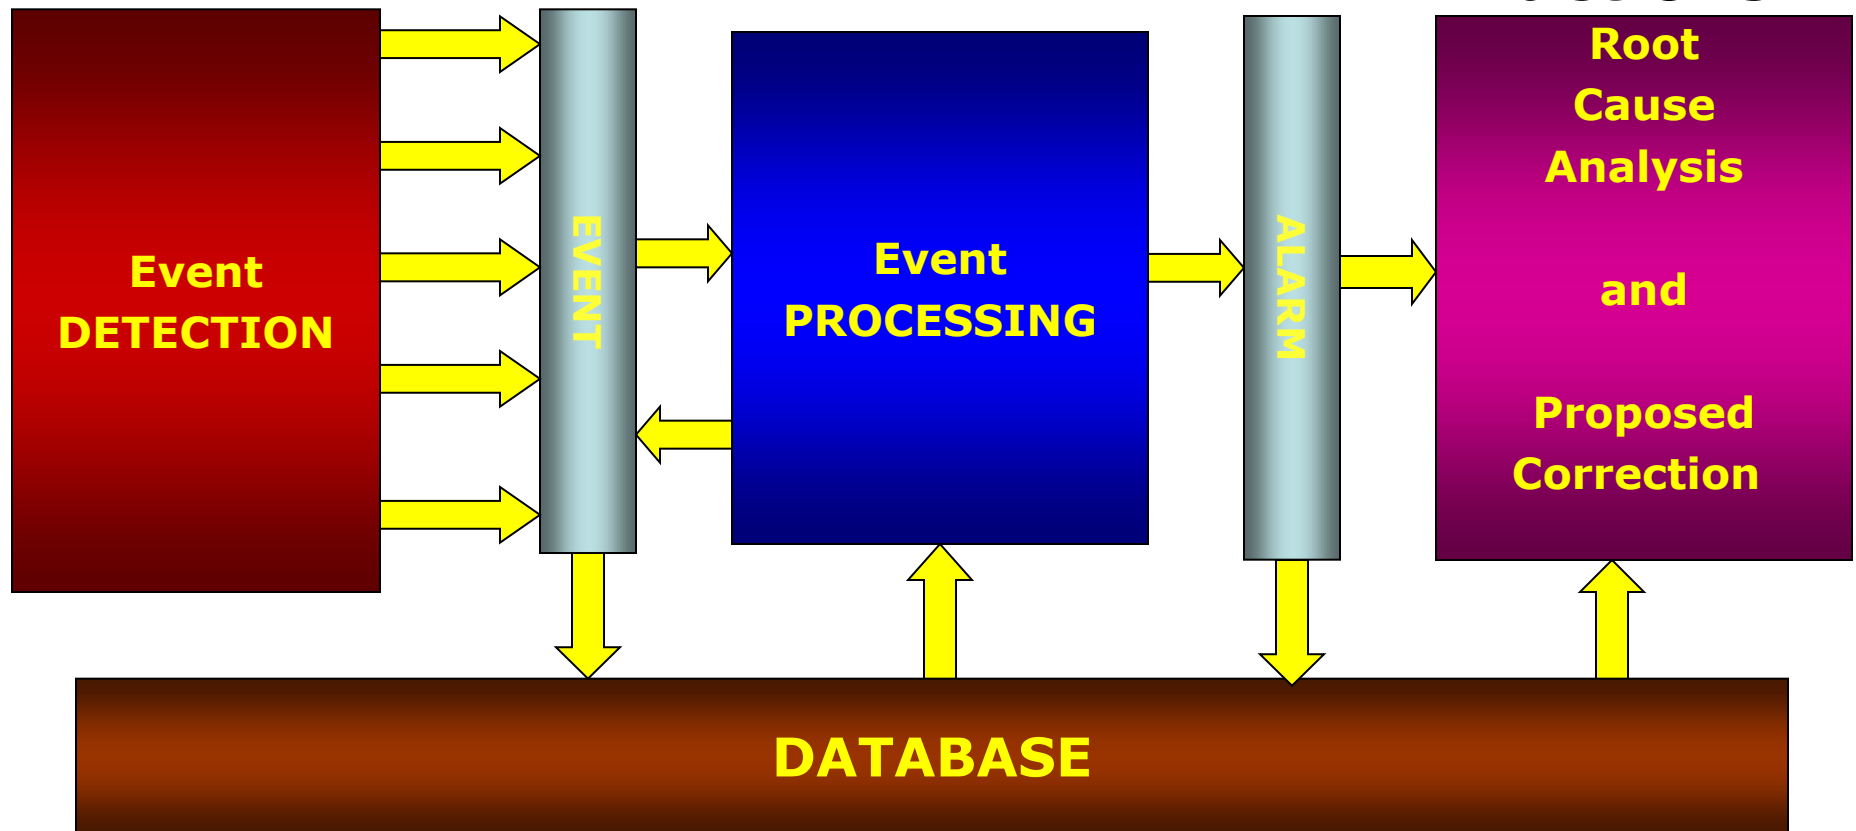 Event
DETECTION
EVENT
Event
PROCESSING
ALARM
Root
Cause
Analysis
and
Proposed
Correction
DATABASE